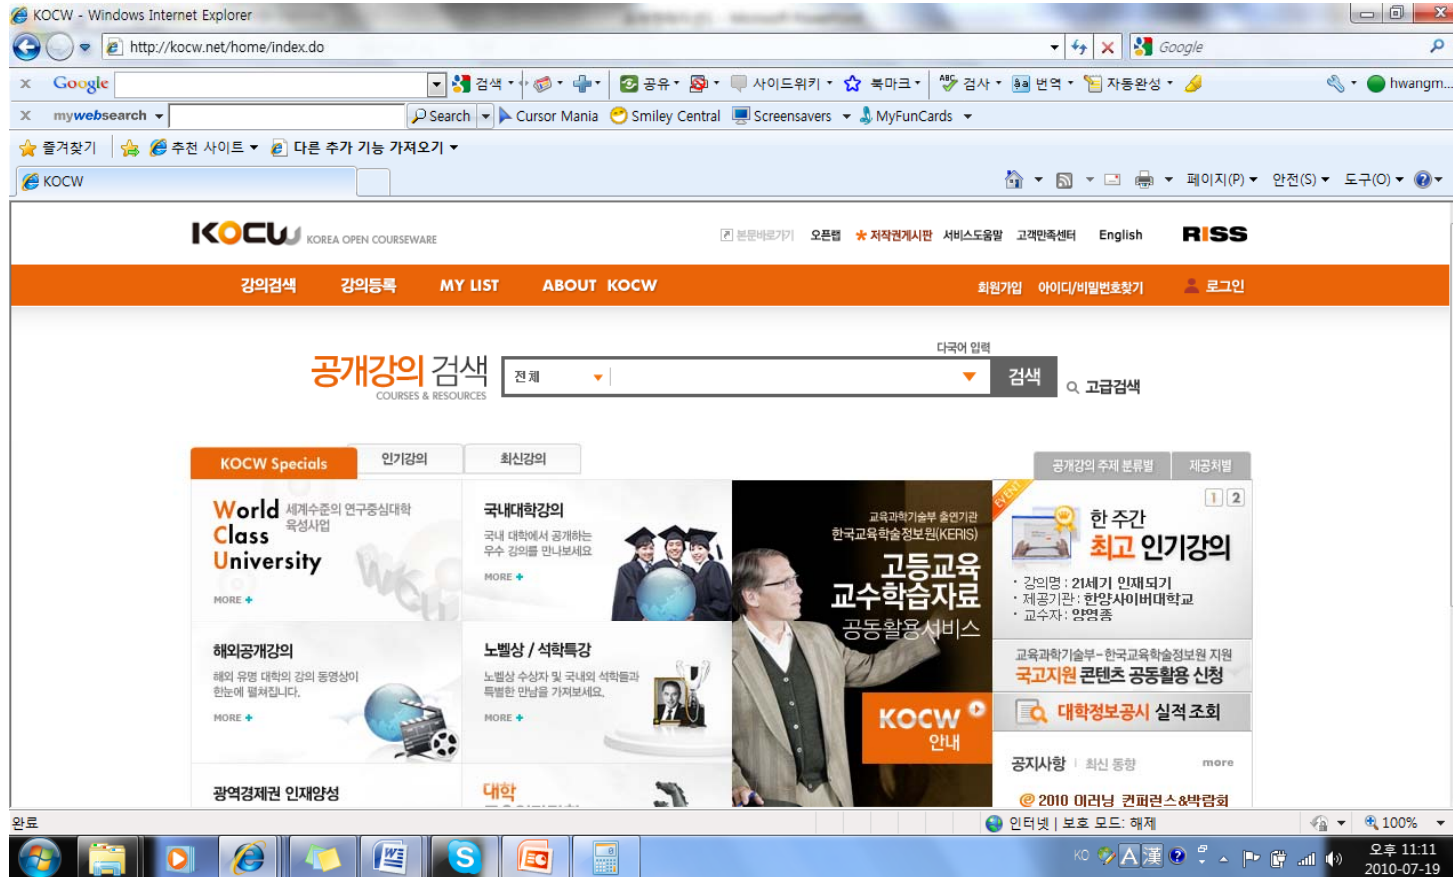 KOCW - Windows Internet Explorer
http://kocw.net/home/index.do
Google
x Google 검색 공유 사이드위키 북마크 검사 번역 자동완성 hwangm...
x mywebsearch Search Cursor Mania Smiley Central Screensavers MyFunCards
즐겨찾기 추천 사이트 다른 추가 기능 가져오기
KOCW 페이지(P) 안전(S) 도구(O)
KOCW KOREA OPEN COURSEWARE 본문바로가기 오픈랩 저작권게시판 서비스도움말 고객만족센터 English RISS
강의검색 강의등록 MY LIST ABOUT KOCW 회원가입 아이디/비밀번호찾기 로그인
다국어 입력
공개강의 검색 전체 검색 고급검색
COURSES & RESOURCES
KOCW Specials 인기강의 최신강의 공개강의 주제 분류별 제공처별
World Class University
세계수준의 연구중심대학
육성사업
MORE +
국내대학강의
국내 대학에서 공개하는
우수 강의를 만나보세요
MORE +
해외공개강의
해외 유명 대학의 강의 동영상이
한눈에 펼쳐집니다.
MORE +
노벨상 / 석학특강
노벨상 수상자 및 국내외 석학들과
특별한 만남을 가져보세요.
MORE +
광역경제권 인재양성
대학
교육과학기술부 출연기관
한국교육학술정보원(KERIS)
고등교육
교수학습자료
공동활용서비스
KOCW
안내
EVENT
1 2
한 주간
최고 인기강의
· 강의명 : 21세기 인재되기
· 제공기관 : 한양사이버대학교
· 교수자 : 양영종
교육과학기술부-한국교육학술정보원 지원
국고지원 콘텐츠 공동활용 신청
대학정보공시 실적 조회
공지사항 | 최신 동향 more
@ 2010 이러닝 컨퍼런스&박람회
완료 인터넷 | 보호 모드: 해제 100%
KO A 漢 오후 11:11
2010-07-19